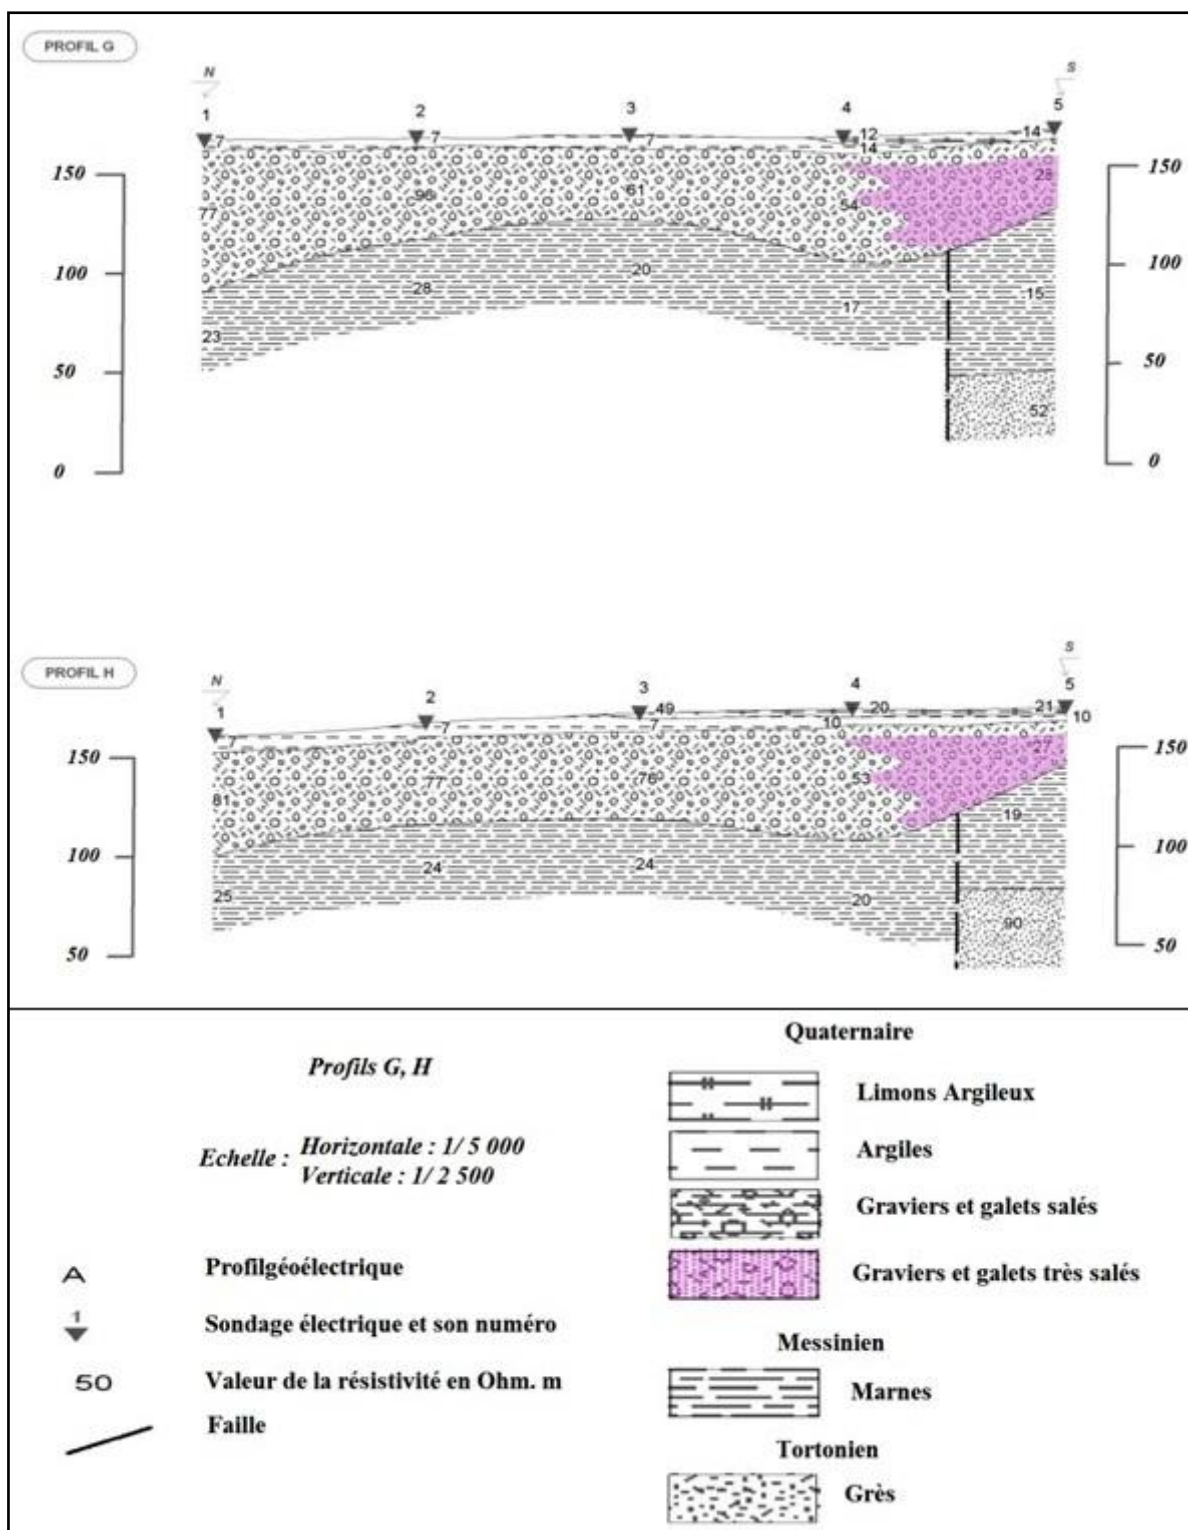 PROFIL G
N
S
1
2
3
4
5
7
7
7
12
14
14
150
150
77
96
61
54
28
100
100
23
28
20
17
15
50
50
52
0
0
PROFIL H
N
S
1
2
3
4
5
7
7
49
7
20
10
21
10
150
150
81
77
76
53
27
19
100
100
25
24
24
20
90
50
50
Profils G, H
Echelle : Horizontale : 1/ 5 000
Verticale : 1/ 2 500
A Profilgéoélectrique
1 Sondage électrique et son numéro
50 Valeur de la résistivité en Ohm. m
Faille
Quaternaire
Limons Argileux
Argiles
Graviers et galets salés
Graviers et galets très salés
Messinien
Marnes
Tortonien
Grès